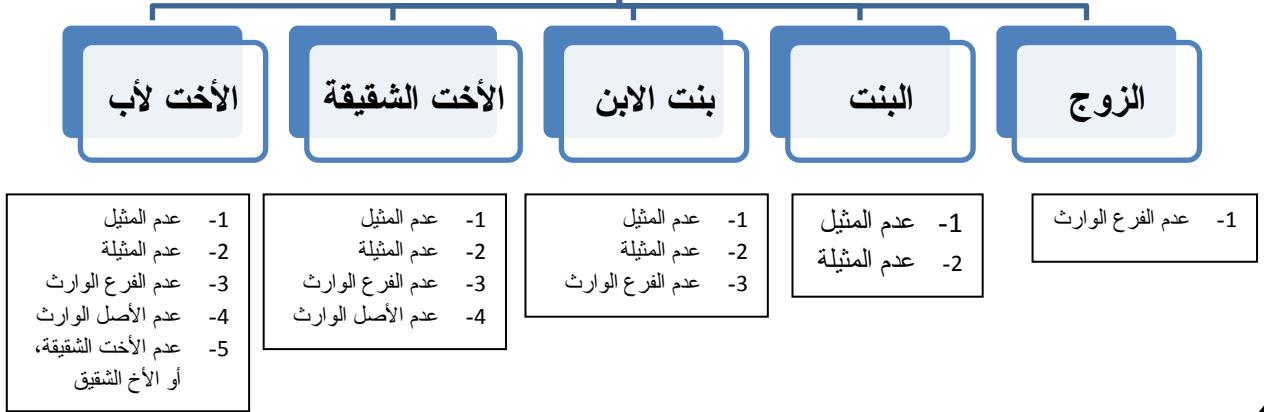 الزوج
البنت
بنت الابن
الأخت الشقيقة
الأخت لأب
1- عدم الفرع الوارث
1- عدم المثيل
2- عدم المثيلة
1- عدم المثيل
2- عدم المثيلة
3- عدم الفرع الوارث
1- عدم المثيل
2- عدم المثيلة
3- عدم الفرع الوارث
4- عدم الأصل الوارث
1- عدم المثيل
2- عدم المثيلة
3- عدم الفرع الوارث
4- عدم الأصل الوارث
5- عدم الأخت الشقيقة،
أو الأخ الشقيق